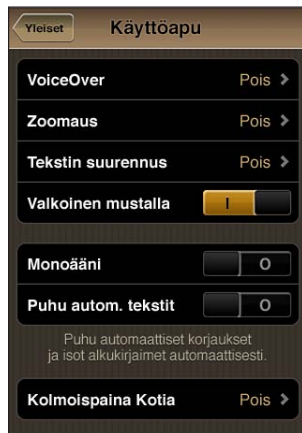 Yleiset Käyttöapu
VoiceOver Pois
Zoomaus Pois
Tekstin suurennus Pois
Valkoinen mustalla I
Monoääni O
Puhu autom. tekstit O
Puhu automaattiset korjaukset
ja isot alkukirjaimet automaattisesti.
Kolmoispaina Kotia Pois